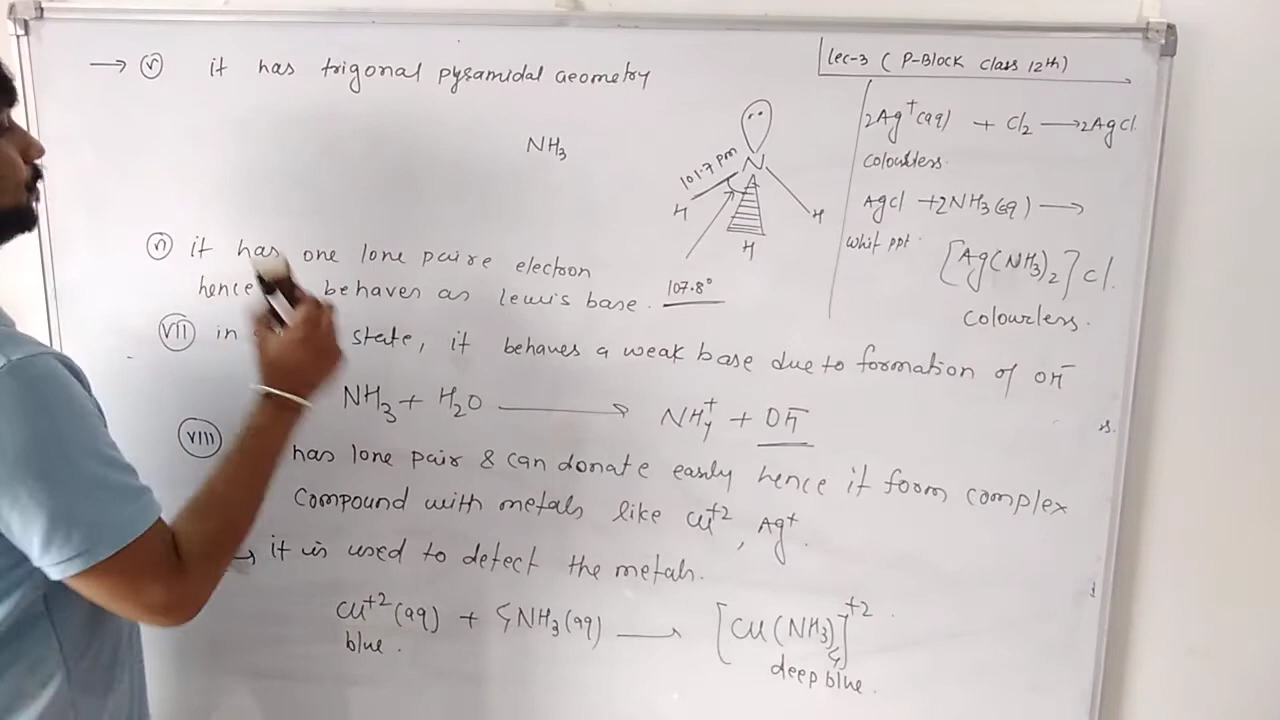 Lec-3 ( P-Block class 12th)
→ (v) it has trigonal pyramidal Geometry
NH3
N
101.7 pm
H
H
H
107.8°
(vi) it has one lone paire electron
hence behaves as lewis base.
(VII) in state, it behaves a weak base due to formation of OH⁻
NH3 + H2O ⟶ NH4⁺ + OH⁻
(VIII) has lone pair & can donate easily hence it form complex
Compound with metals like Cu⁺², Ag⁺.
→ it is used to detect the metals.
Cu⁺²(aq) + 4NH3(aq) ⟶ [Cu(NH3)4]⁺²
blue. deep blue.
2Ag⁺(aq) + Cl2 ⟶ 2AgCl.
Colourless.
AgCl + 2NH3(aq) ⟶
whit ppt.
[Ag(NH3)2]Cl.
Colourless.